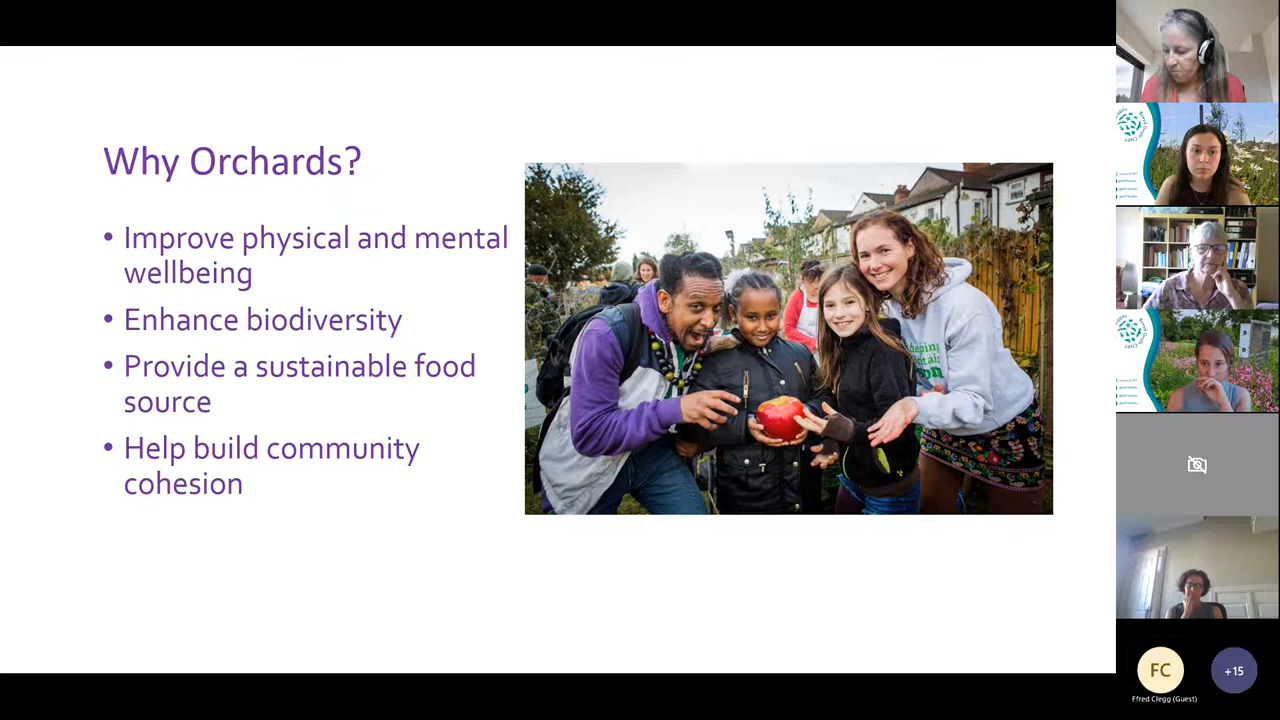 Why Orchards?
• Improve physical and mental
wellbeing
• Enhance biodiversity
• Provide a sustainable food
source
• Help build community
cohesion
FC
+15
Ffred Clegg (Guest)